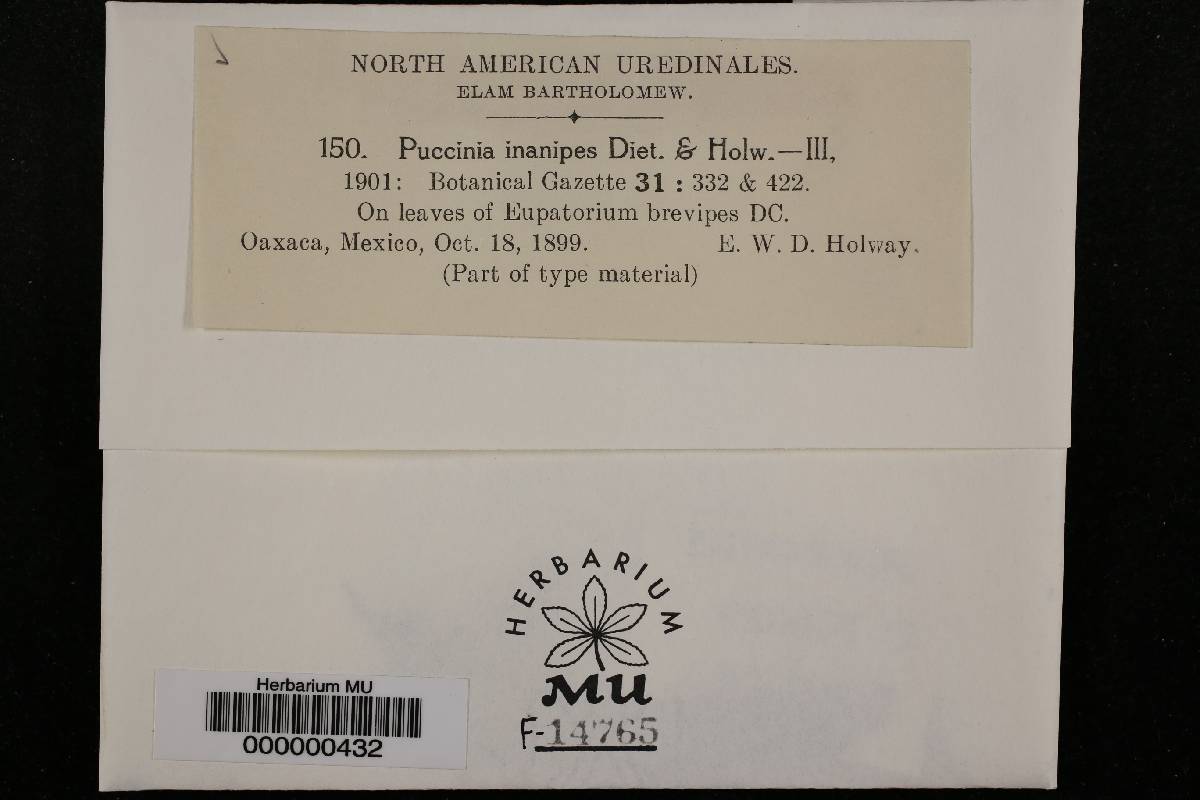 NORTH AMERICAN UREDINALES.
ELAM BARTHOLOMEW.
150. Puccinia inanipes Diet. & Holw.—III,
1901: Botanical Gazette 31 : 332 & 422.
On leaves of Eupatorium brevipes DC.
Oaxaca, Mexico, Oct. 18, 1899. E. W. D. Holway.
(Part of type material)
HERBARIUM
MU
F-14765
Herbarium MU
000000432